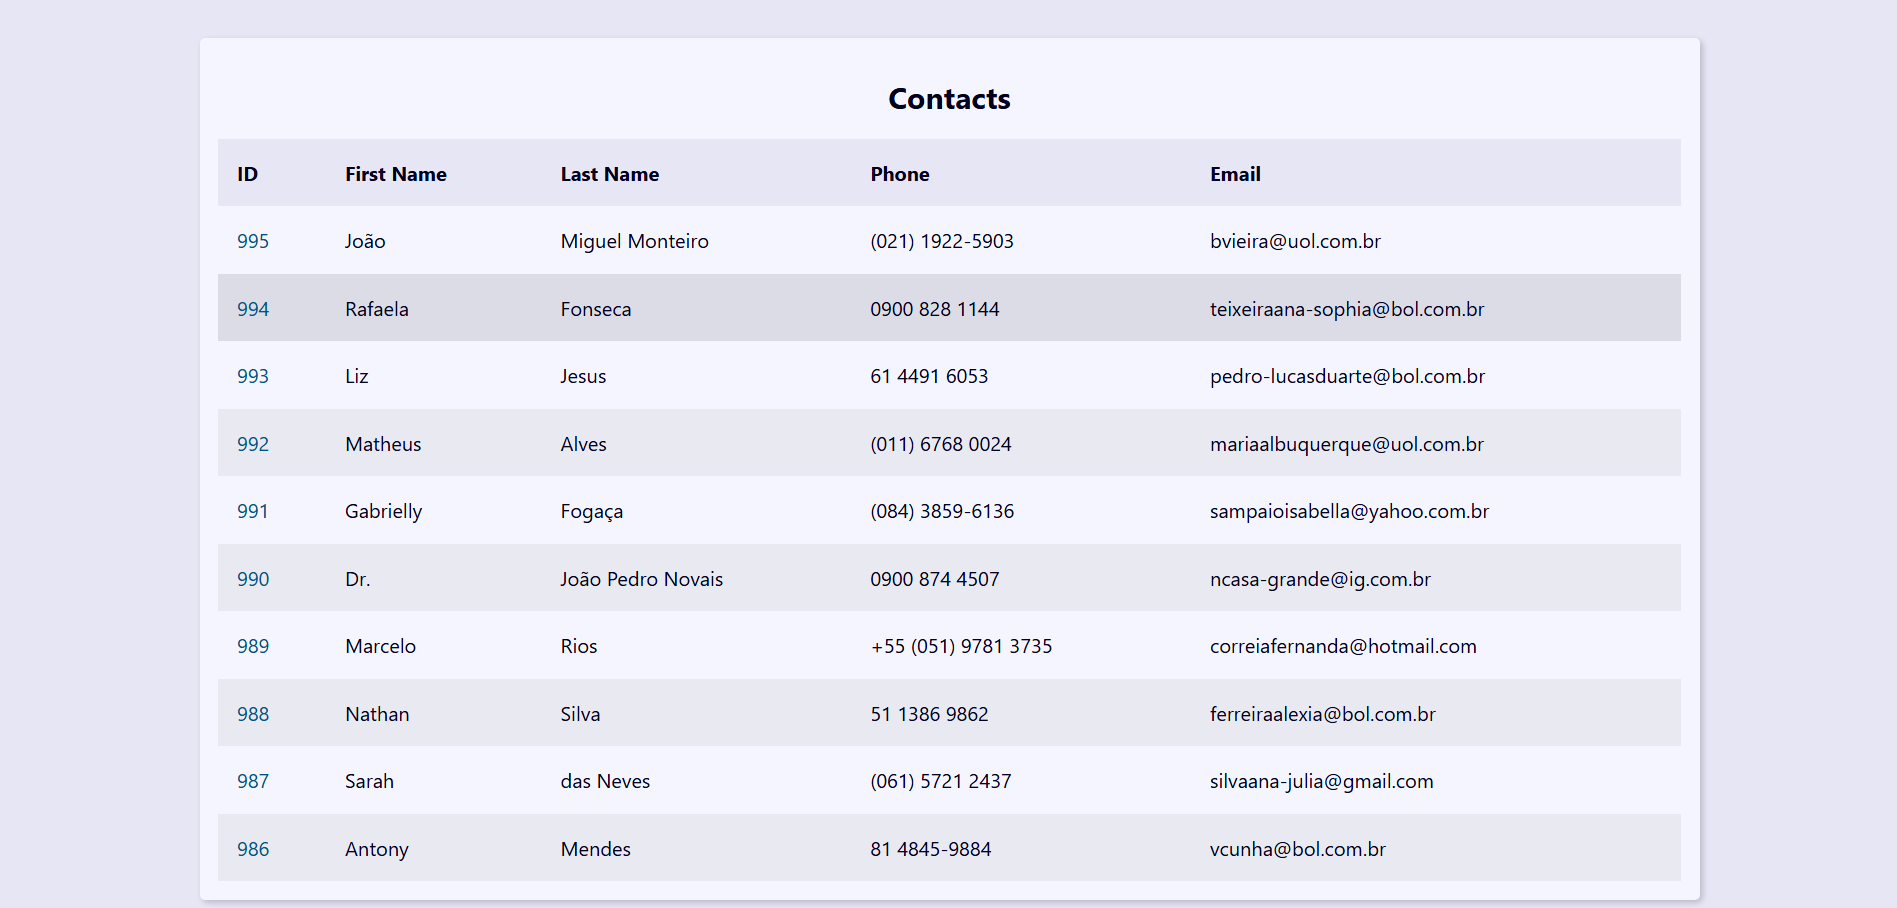 Contacts
ID First Name Last Name Phone Email
995 João Miguel Monteiro (021) 1922-5903 bvieira@uol.com.br
994 Rafaela Fonseca 0900 828 1144 teixeiraana-sophia@bol.com.br
993 Liz Jesus 61 4491 6053 pedro-lucasduarte@bol.com.br
992 Matheus Alves (011) 6768 0024 mariaalbuquerque@uol.com.br
991 Gabrielly Fogaça (084) 3859-6136 sampaioisabella@yahoo.com.br
990 Dr. João Pedro Novais 0900 874 4507 ncasa-grande@ig.com.br
989 Marcelo Rios +55 (051) 9781 3735 correiafernanda@hotmail.com
988 Nathan Silva 51 1386 9862 ferreiraalexia@bol.com.br
987 Sarah das Neves (061) 5721 2437 silvaana-julia@gmail.com
986 Antony Mendes 81 4845-9884 vcunha@bol.com.br